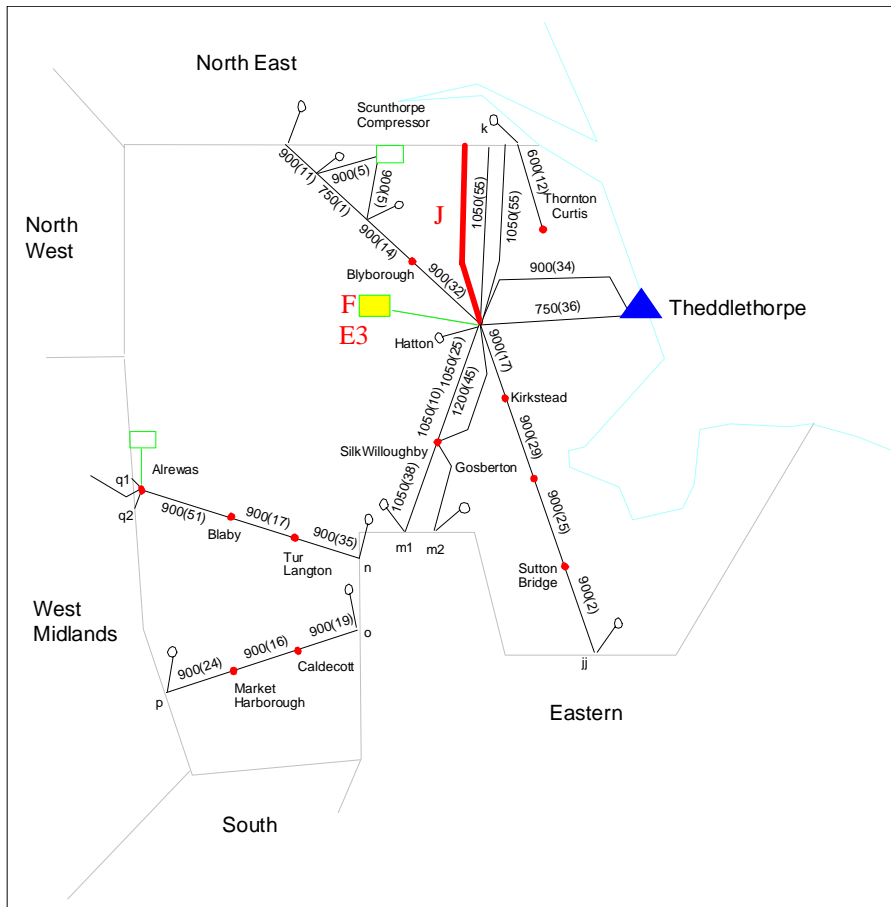 North East
Scunthorpe
Compressor
k
900(11)
900(5)
900(5)
750(1)
900(14)
600(12)
1050(55)
1050(55)
Thornton
Curtis
J
North
West
Blyborough
900(32)
900(34)
750(36)
Theddlethorpe
F
E3
Hatton
900(17)
1050(25)
1050(10)
1200(45)
Kirkstead
900(29)
SilkWilloughby
Gosberton
1050(38)
900(25)
Alrewas
q1
q2
900(51)
900(17)
900(35)
Blaby
Tur
Langton
n
m1
m2
Sutton
Bridge
900(2)
West
Midlands
900(24)
900(16)
900(19)
o
Caldecott
Market
Harborough
p
jj
Eastern
South